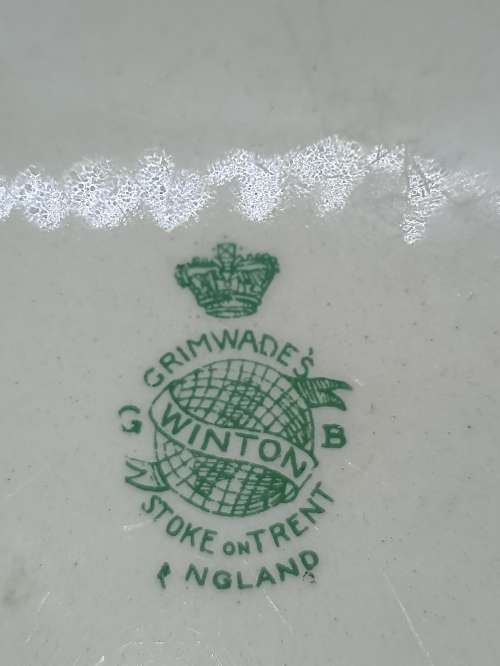 GRIMWADE'S
G WINTON B
STOKE ON TRENT
ENGLAND